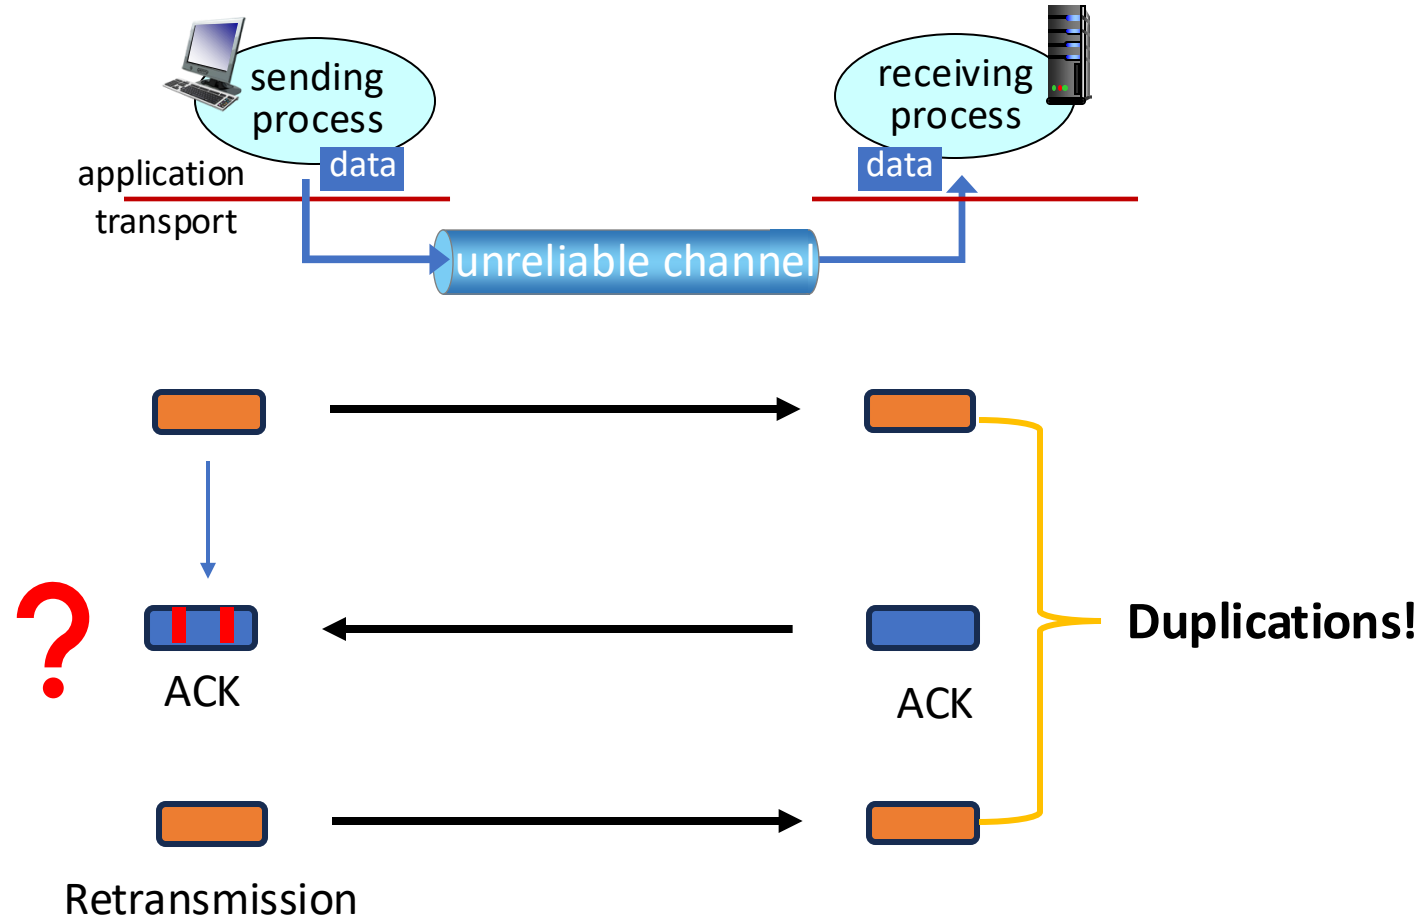 sending
process
receiving
process
data
data
application
transport
unreliable channel
?
ACK
ACK
Duplications!
Retransmission